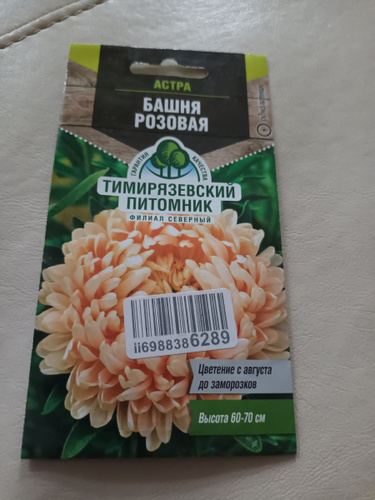 АСТРА
БАШНЯ
РОЗОВАЯ
ГАРАНТИЯ КАЧЕСТВА
ТИМИРЯЗЕВСКИЙ
ПИТОМНИК
ФИЛИАЛ СЕВЕРНЫЙ
ii6988386289
Цветение с августа
до заморозков
Высота 60-70 см